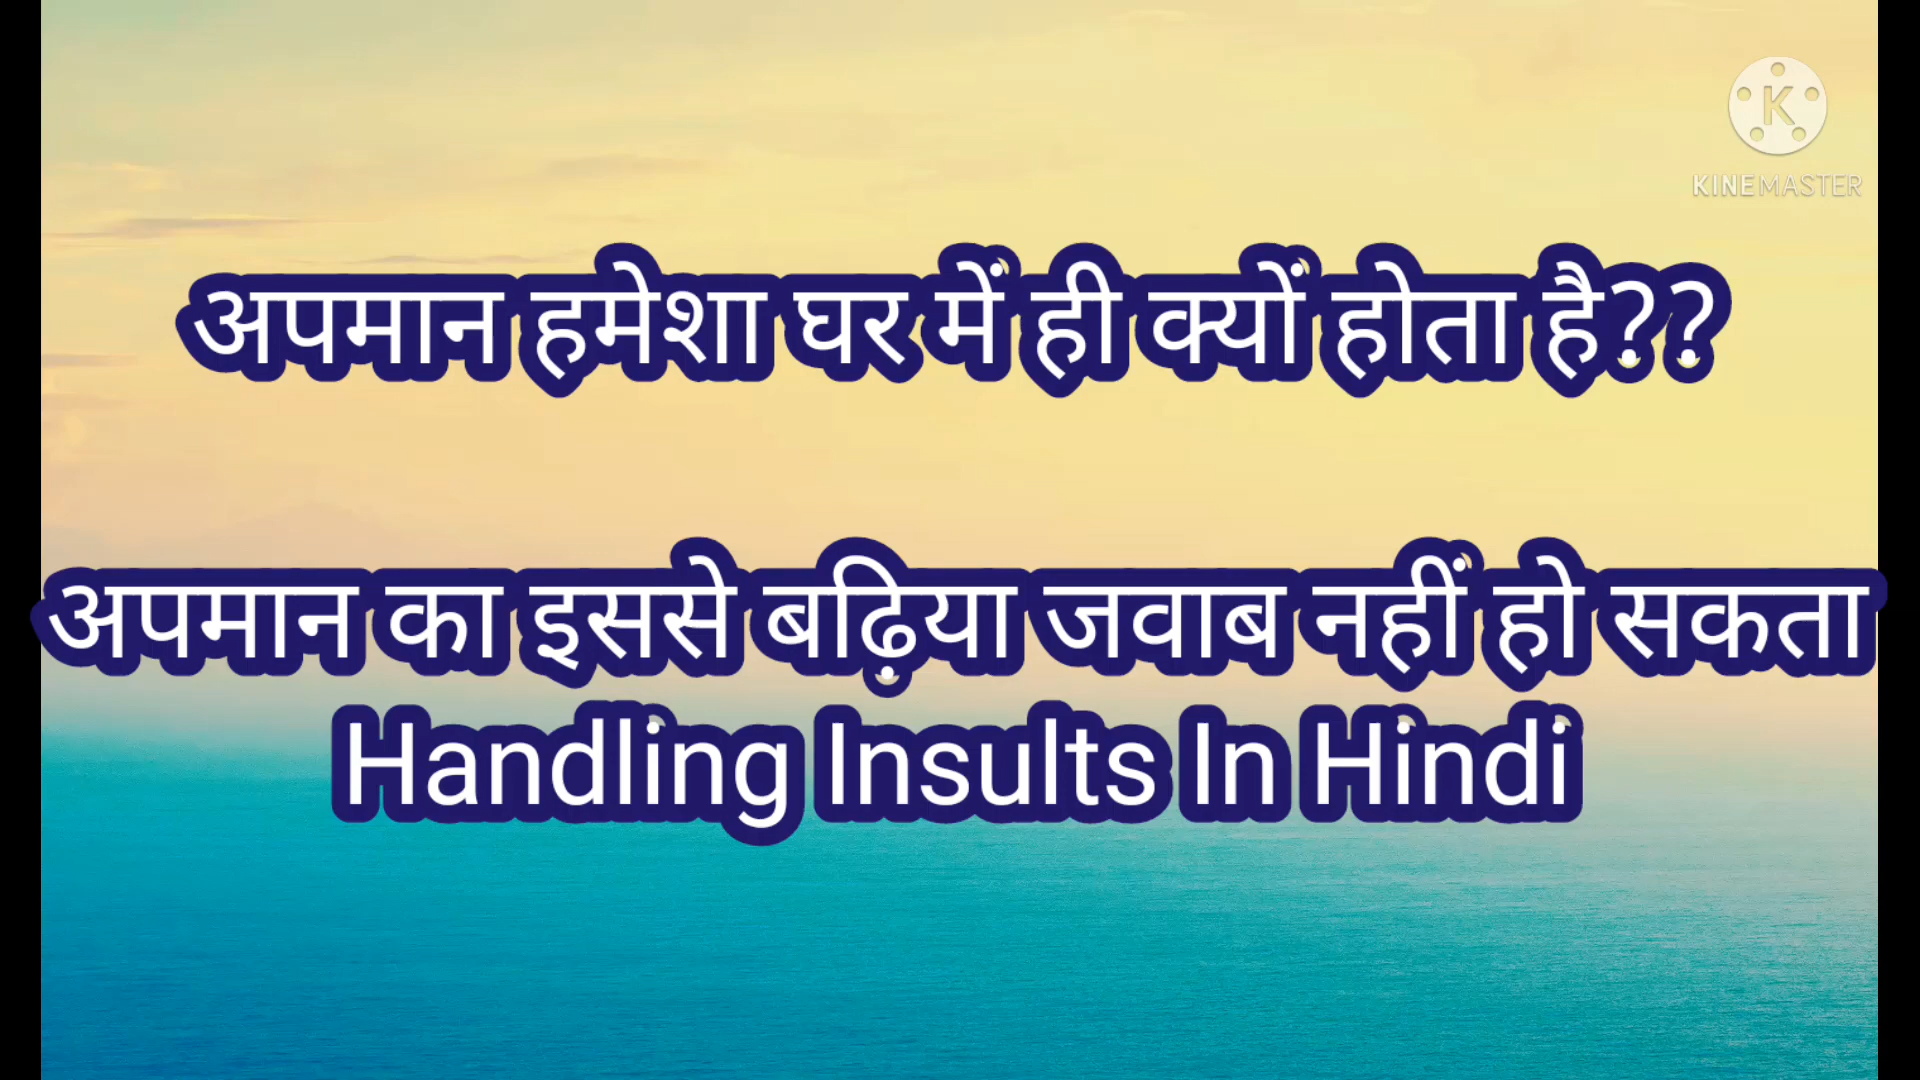 K
KINEMASTER
अपमान हमेशा घर में ही क्यों होता है??
अपमान का इससे बढ़िया जवाब नहीं हो सकता
Handling Insults In Hindi